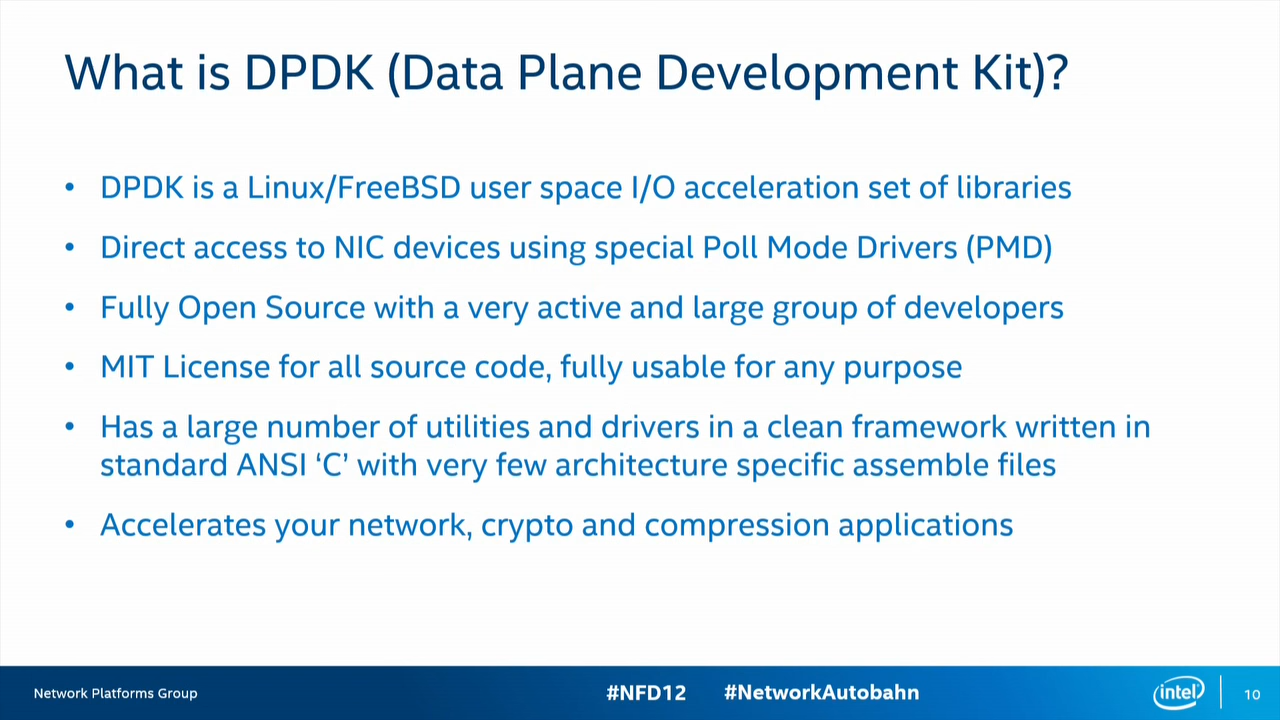 What is DPDK (Data Plane Development Kit)?
• DPDK is a Linux/FreeBSD user space I/O acceleration set of libraries
• Direct access to NIC devices using special Poll Mode Drivers (PMD)
• Fully Open Source with a very active and large group of developers
• MIT License for all source code, fully usable for any purpose
• Has a large number of utilities and drivers in a clean framework written in
standard ANSI ‘C’ with very few architecture specific assemble files
• Accelerates your network, crypto and compression applications
Network Platforms Group
#NFD12 #NetworkAutobahn
intel
10